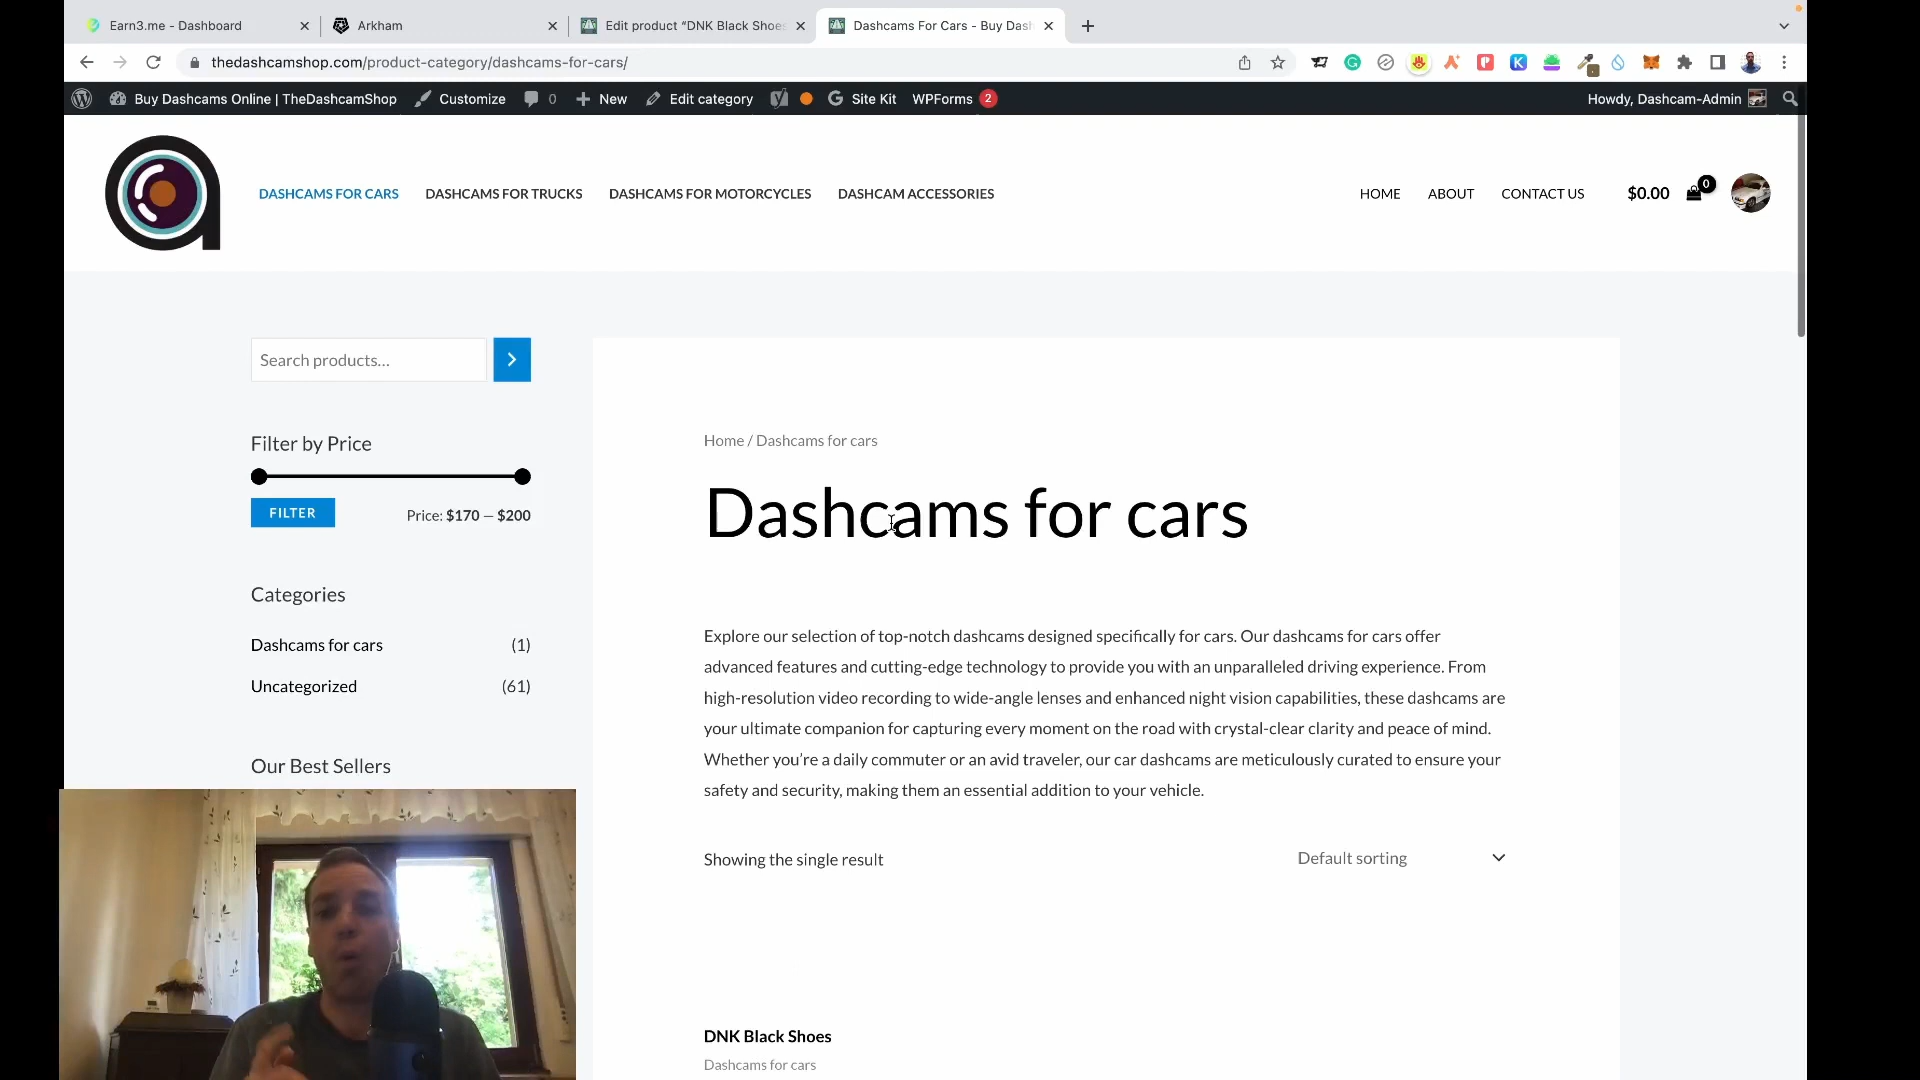 Earn3.me - Dashboard
Arkham
Edit product “DNK Black Shoes
Dashcams For Cars - Buy Dash
thedashcamshop.com/product-category/dashcams-for-cars/
Buy Dashcams Online | TheDashcamShop
Customize
0
New
Edit category
Site Kit
WPForms
2
Howdy, Dashcam-Admin
DASHCAMS FOR CARS
DASHCAMS FOR TRUCKS
DASHCAMS FOR MOTORCYCLES
DASHCAM ACCESSORIES
HOME
ABOUT
CONTACT US
$0.00
0
Search products…
Filter by Price
FILTER
Price: $170 — $200
Categories
Dashcams for cars (1)
Uncategorized (61)
Our Best Sellers
Home / Dashcams for cars
Dashcams for cars
Explore our selection of top-notch dashcams designed specifically for cars. Our dashcams for cars offer
advanced features and cutting-edge technology to provide you with an unparalleled driving experience. From
high-resolution video recording to wide-angle lenses and enhanced night vision capabilities, these dashcams are
your ultimate companion for capturing every moment on the road with crystal-clear clarity and peace of mind.
Whether you’re a daily commuter or an avid traveler, our car dashcams are meticulously curated to ensure your
safety and security, making them an essential addition to your vehicle.
Showing the single result
Default sorting
DNK Black Shoes
Dashcams for cars